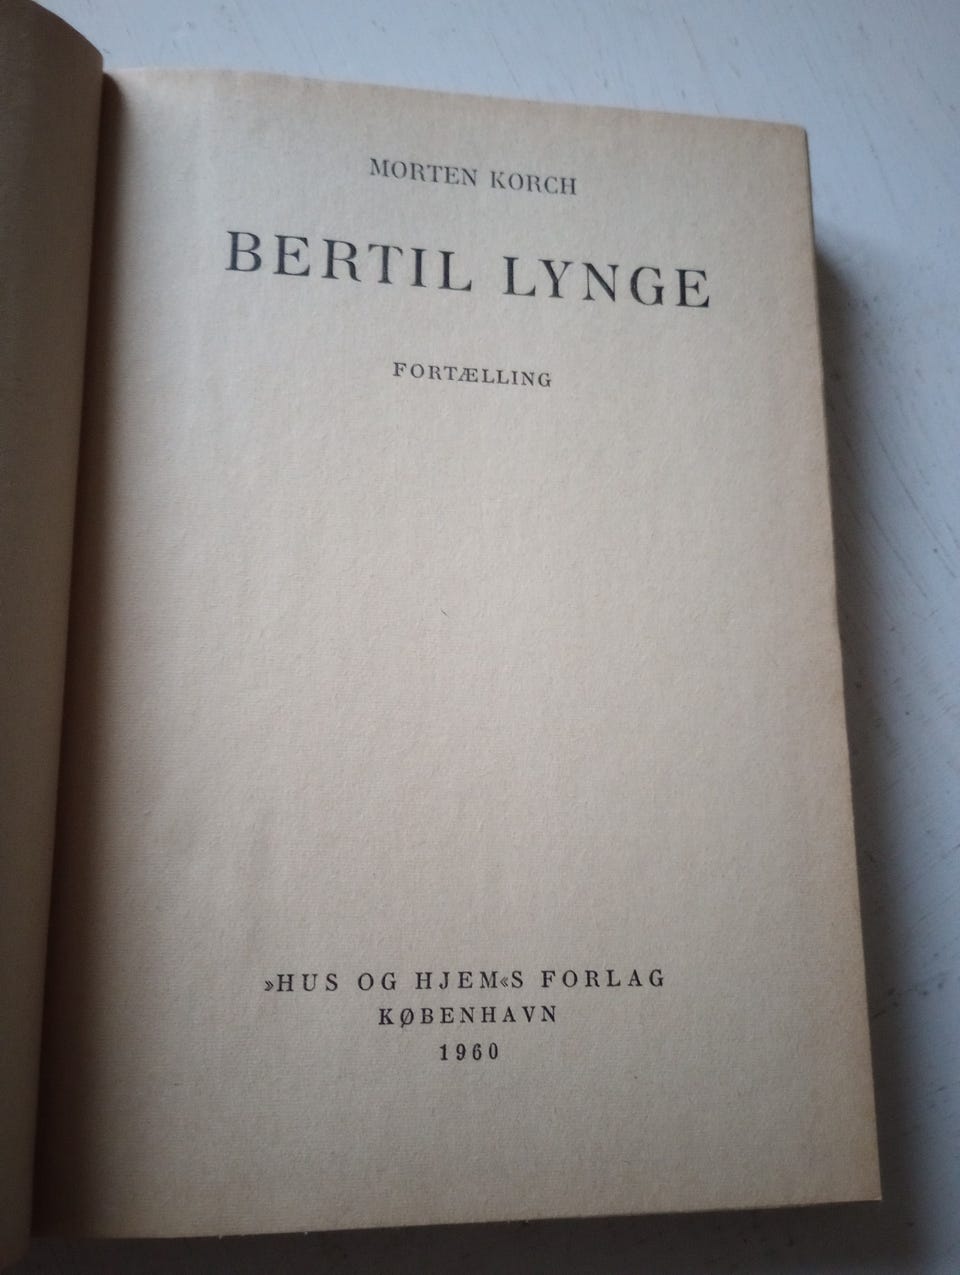 MORTEN KORCH
BERTIL LYNGE
FORTÆLLING
»HUS OG HJEM«S FORLAG
KØBENHAVN
1960